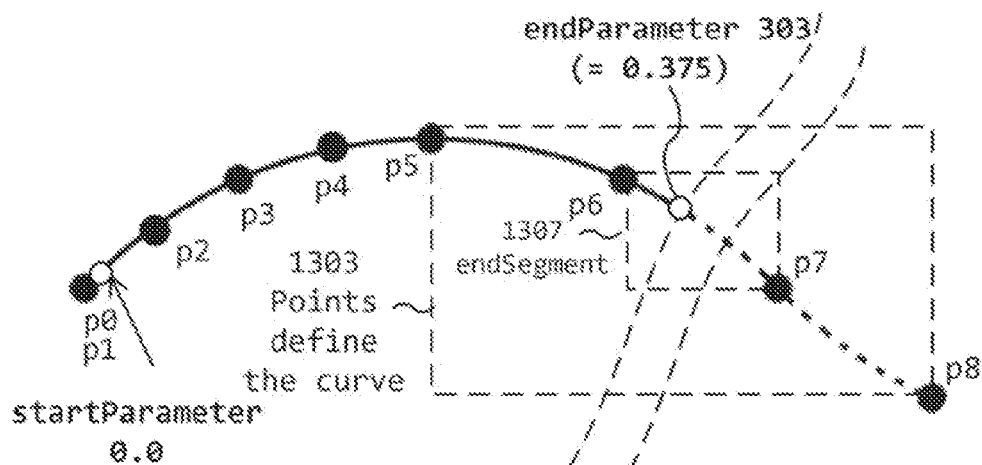 endParameter 303
(= 0.375)
p5
p4
p3
p6
p2
1307
endSegment
1303
Points
define
the curve
p7
p0
p1
p8
startParameter
0.0